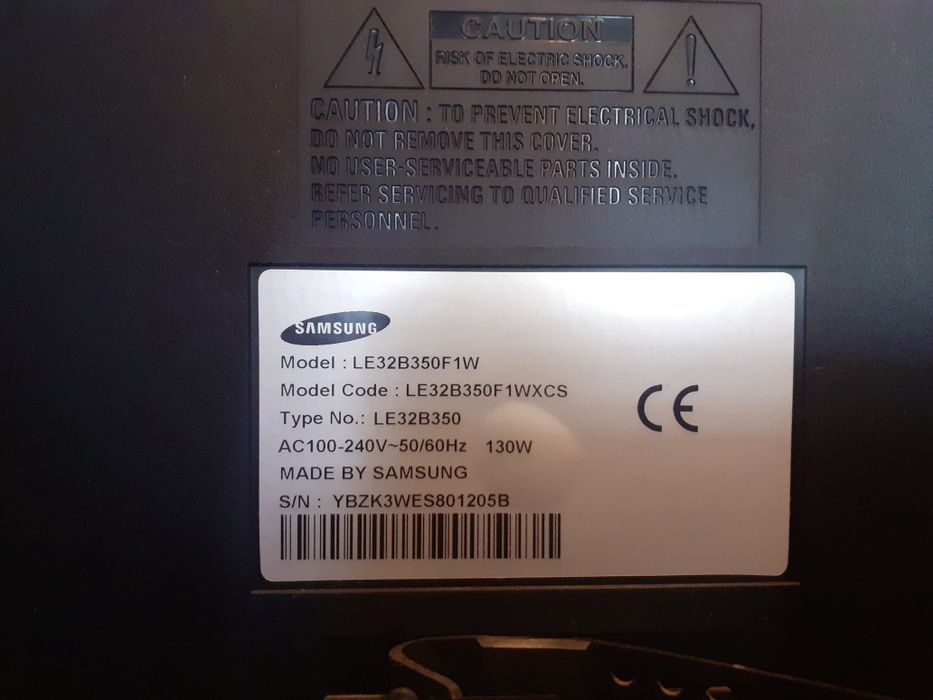 CAUTION
RISK OF ELECTRIC SHOCK.
DO NOT OPEN.
CAUTION : TO PREVENT ELECTRICAL SHOCK,
DO NOT REMOVE THIS COVER.
NO USER-SERVICEABLE PARTS INSIDE.
REFER SERVICING TO QUALIFIED SERVICE
PERSONNEL.
SAMSUNG
Model : LE32B350F1W
Model Code : LE32B350F1WXCS
Type No.: LE32B350
AC100-240V~50/60Hz 130W
MADE BY SAMSUNG
S/N : YBZK3WES801205B
CE